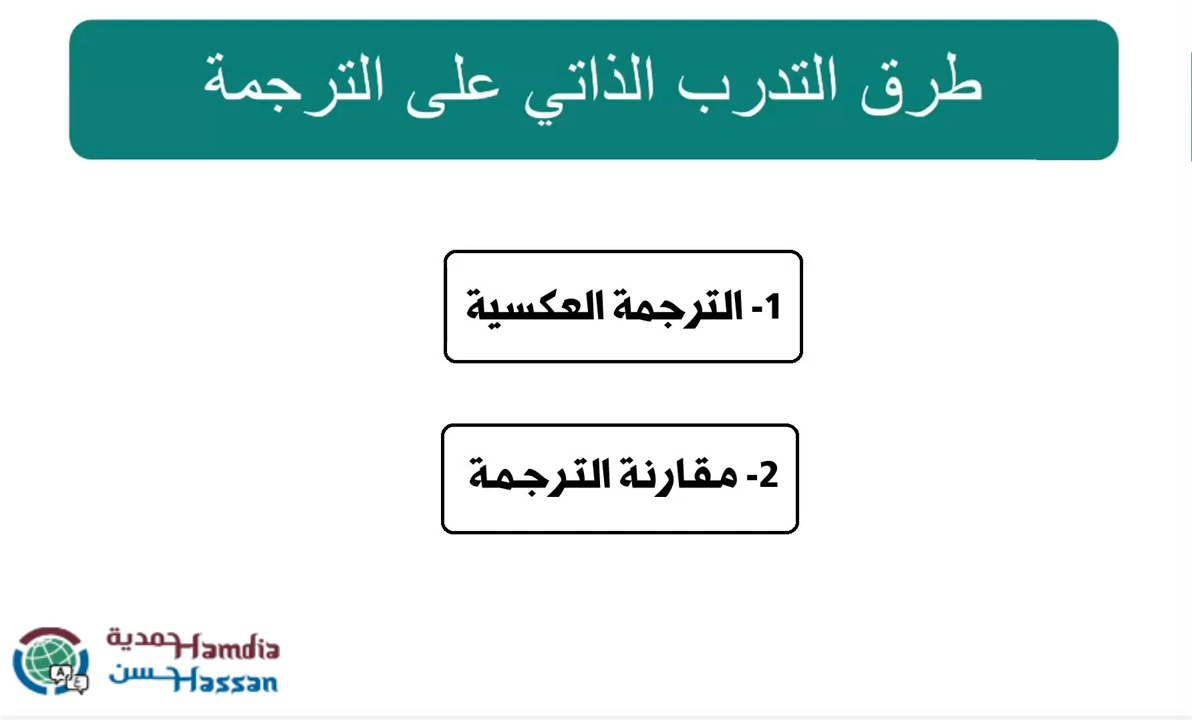 طرق التدرب الذاتي على الترجمة
1- الترجمة العكسية
2- مقارنة الترجمة
حمدية Hamdia
حسن Hassan
A ع